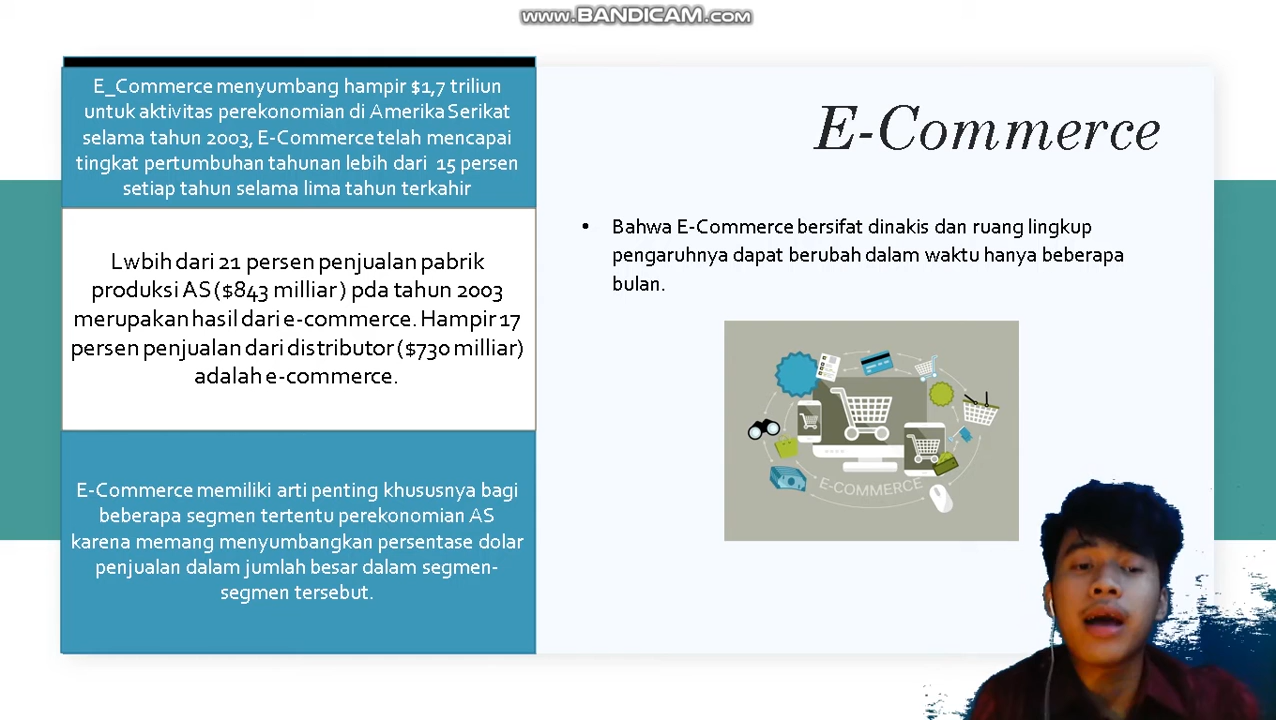 www.BANDICAM.com
E_Commerce menyumbang hampir $1,7 triliun
untuk aktivitas perekonomian di Amerika Serikat
selama tahun 2003, E-Commerce telah mencapai
tingkat pertumbuhan tahunan lebih dari 15 persen
setiap tahun selama lima tahun terkahir
Lwbih dari 21 persen penjualan pabrik
produksi AS ($843 milliar ) pda tahun 2003
merupakan hasil dari e-commerce. Hampir 17
persen penjualan dari distributor ($730 milliar)
adalah e-commerce.
E-Commerce memiliki arti penting khususnya bagi
beberapa segmen tertentu perekonomian AS
karena memang menyumbangkan persentase dolar
penjualan dalam jumlah besar dalam segmen-
segmen tersebut.
E-Commerce
• Bahwa E-Commerce bersifat dinakis dan ruang lingkup
pengaruhnya dapat berubah dalam waktu hanya beberapa
bulan.
E-COMMERCE